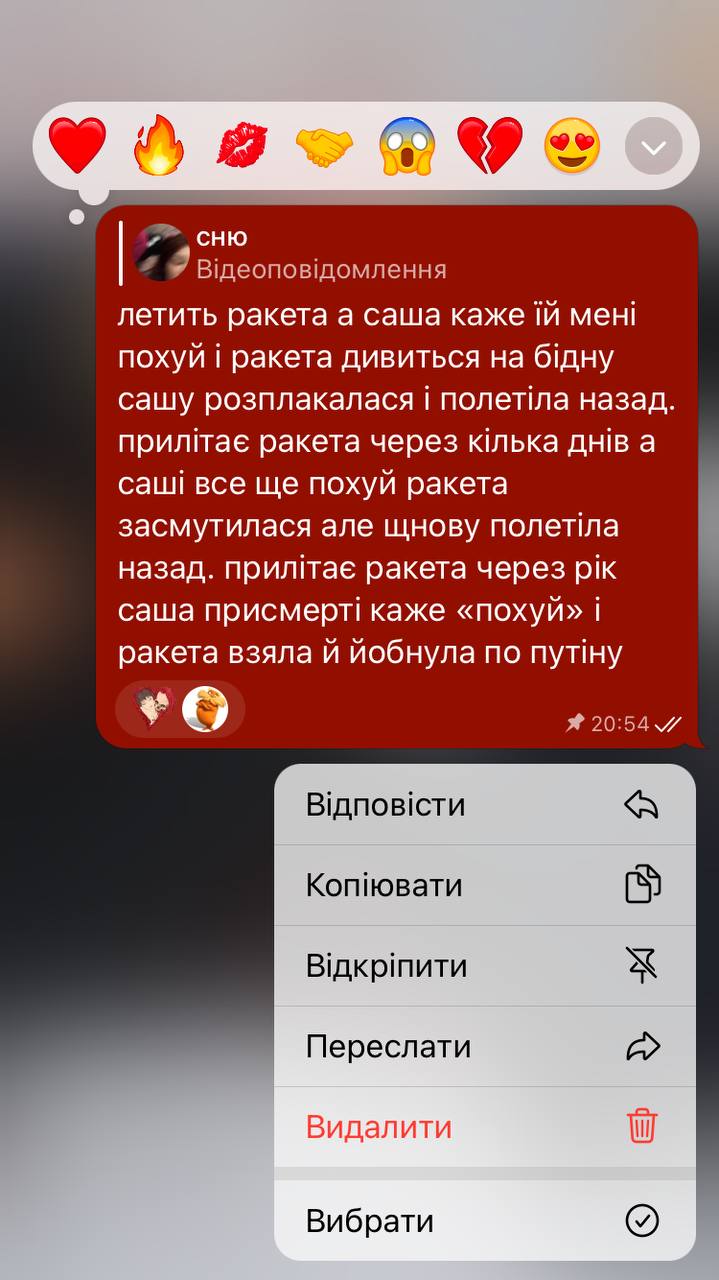 сню
Відеоповідомлення
летить ракета а саша каже їй мені
похуй і ракета дивиться на бідну
сашу розплакалася і полетіла назад.
прилітає ракета через кілька днів а
саші все ще похуй ракета
засмутилася але щнову полетіла
назад. прилітає ракета через рік
саша присмерті каже «похуй» і
ракета взяла й йобнула по путіну
20:54
Відповісти
Копіювати
Відкріпити
Переслати
Видалити
Вибрати